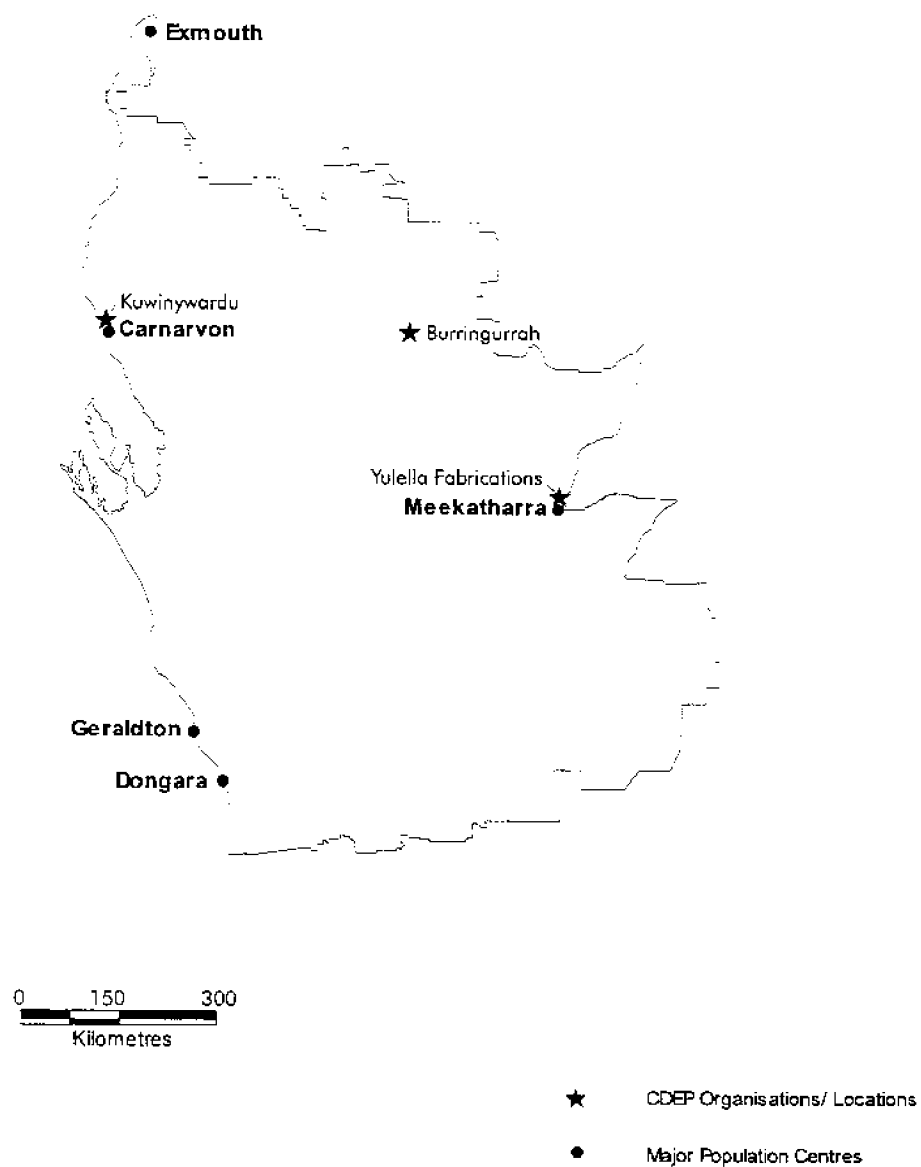 Exmouth
Kuwinywardu
Carnarvon
Burringurrah
Yulella Fabrications
Meekatharra
Geraldton
Dongara
0 150 300
Kilometres
CDEP Organisations/ Locations
Major Population Centres